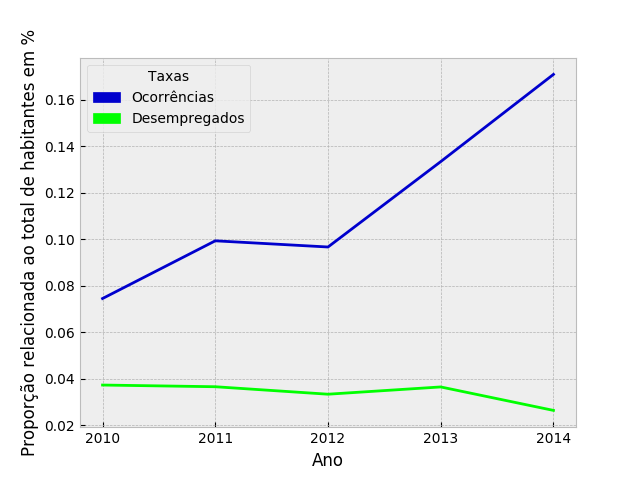 Proporção relacionada ao total de habitantes em %
Taxas
Ocorrências
Desempregados
0.16
0.14
0.12
0.10
0.08
0.06
0.04
0.02
2010 2011 2012 2013 2014
Ano